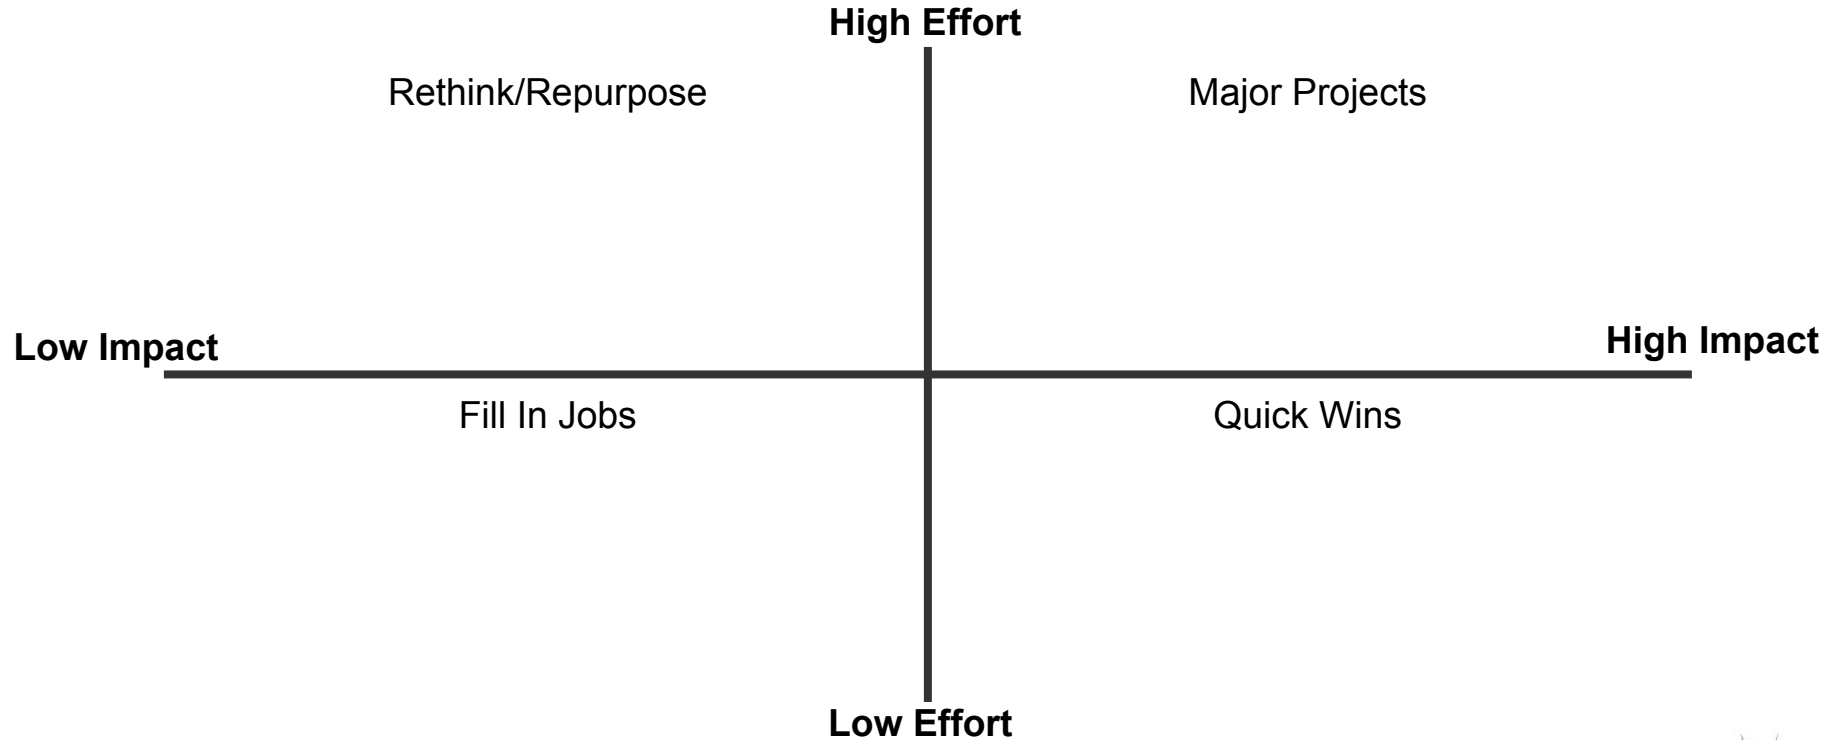 High Effort
Rethink/Repurpose
Major Projects
Low Impact
High Impact
Fill In Jobs
Quick Wins
Low Effort